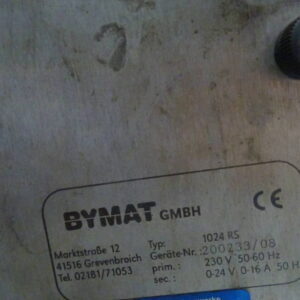 BYMAT GMBH
CE
Marktstraße 12
41516 Grevenbroich
Tel. 02181/71053
Typ: 1024 RS
Geräte-Nr.: 200233/08
prim.: 230 V 50-60 Hz
sec.: 0-24 V 0-16 A 50 H